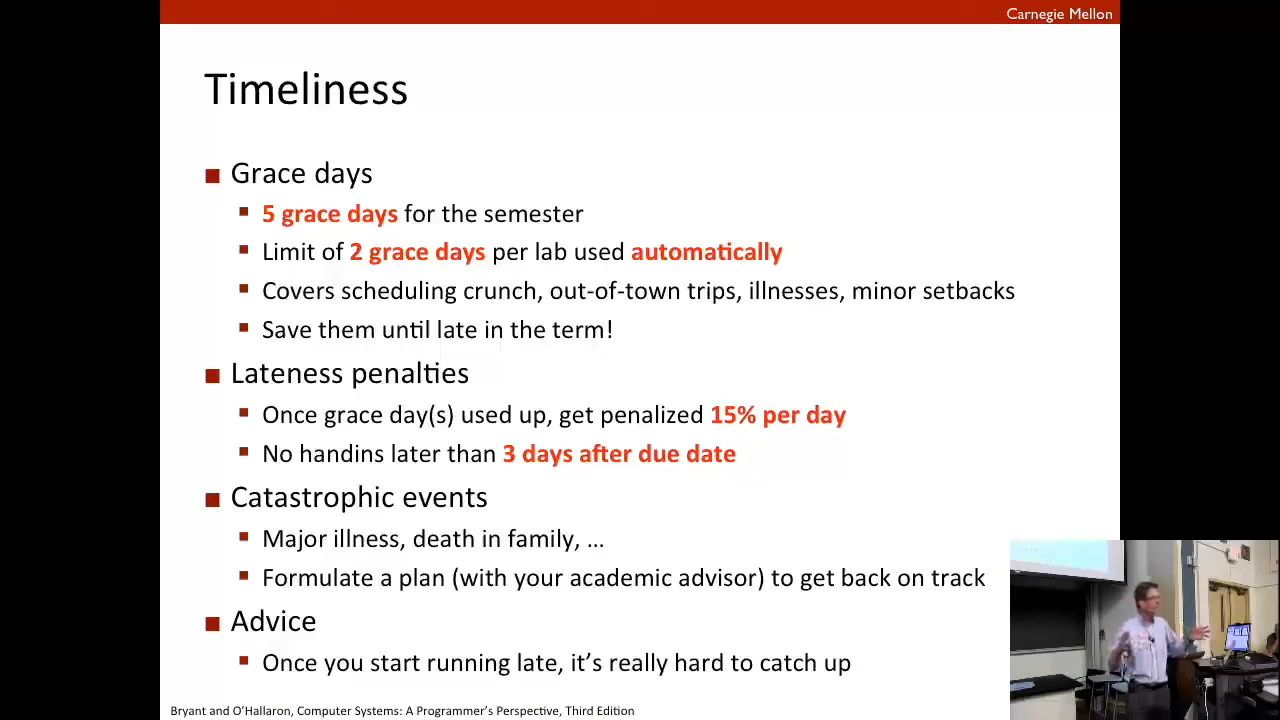 Carnegie Mellon
Timeliness
Grace days
5 grace days for the semester
Limit of 2 grace days per lab used automatically
Covers scheduling crunch, out-of-town trips, illnesses, minor setbacks
Save them until late in the term!
Lateness penalties
Once grace day(s) used up, get penalized 15% per day
No handins later than 3 days after due date
Catastrophic events
Major illness, death in family, ...
Formulate a plan (with your academic advisor) to get back on track
Advice
Once you start running late, it's really hard to catch up
Bryant and O'Hallaron, Computer Systems: A Programmer's Perspective, Third Edition